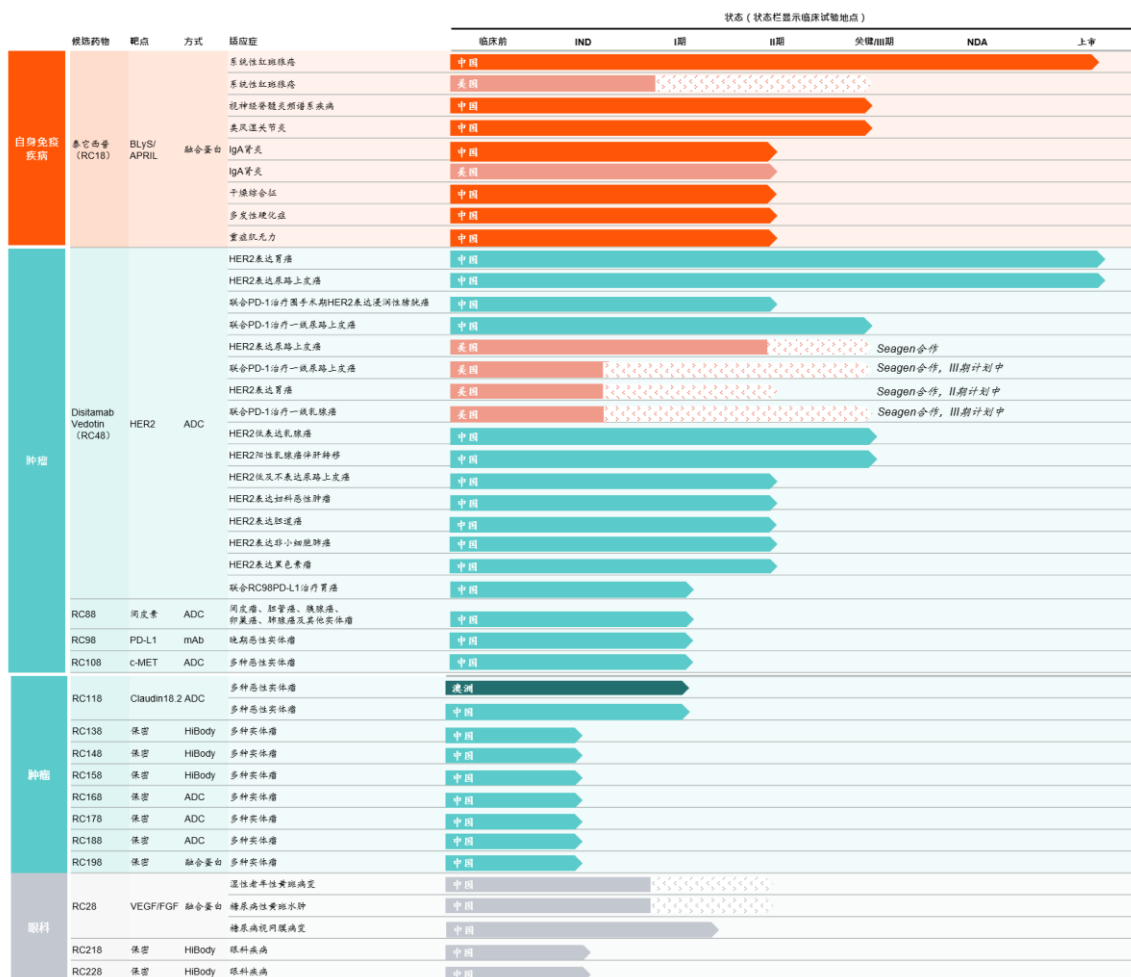 状态（状态栏显示临床试验地点）
候选药物 靶点 方式 适应症 临床前 IND I期 II期 关键/III期 NDA 上市
自身免疫疾病
泰它西普（RC18） BLyS/APRIL 融合蛋白
系统性红斑狼疮 中国
系统性红斑狼疮 美国
视神经脊髓炎频谱系疾病 中国
类风湿关节炎 中国
IgA肾炎 中国
IgA肾炎 美国
干燥综合征 中国
多发性硬化症 中国
重症肌无力 中国
肿瘤
Disitamab Vedotin（RC48） HER2 ADC
HER2表达胃癌 中国
HER2表达尿路上皮癌 中国
联合PD-1治疗围手术期HER2表达浸润性膀胱癌 中国
联合PD-1治疗一线尿路上皮癌 中国
HER2表达尿路上皮癌 美国 Seagen合作
联合PD-1治疗一线尿路上皮癌 美国 Seagen合作，III期计划中
HER2表达胃癌 美国 Seagen合作，II期计划中
联合PD-1治疗一线乳腺癌 美国 Seagen合作，III期计划中
HER2低表达乳腺癌 中国
HER2阳性乳腺癌伴肝转移 中国
HER2低及不表达尿路上皮癌 中国
HER2表达妇科恶性肿瘤 中国
HER2表达胆道癌 中国
HER2表达非小细胞肺癌 中国
HER2表达黑色素瘤 中国
联合RC98PD-L1治疗胃癌 中国
RC88 间皮素 ADC 间皮瘤、胆管癌、胰腺癌、
卵巢癌、肺腺癌及其他实体瘤 中国
RC98 PD-L1 mAb 晚期恶性实体瘤 中国
RC108 c-MET ADC 多种恶性实体瘤 中国
肿瘤
RC118 Claudin18.2 ADC
多种恶性实体瘤 澳洲
多种恶性实体瘤 中国
RC138 保密 HiBody 多种实体瘤 中国
RC148 保密 HiBody 多种实体瘤 中国
RC158 保密 HiBody 多种实体瘤 中国
RC168 保密 ADC 多种实体瘤 中国
RC178 保密 ADC 多种实体瘤 中国
RC188 保密 ADC 多种实体瘤 中国
RC198 保密 融合蛋白 多种实体瘤 中国
眼科
RC28 VEGF/FGF 融合蛋白
湿性老年性黄斑病变 中国
糖尿病性黄斑水肿 中国
糖尿病视网膜病变 中国
RC218 保密 HiBody 眼科疾病 中国
RC228 保密 HiBody 眼科疾病 中国